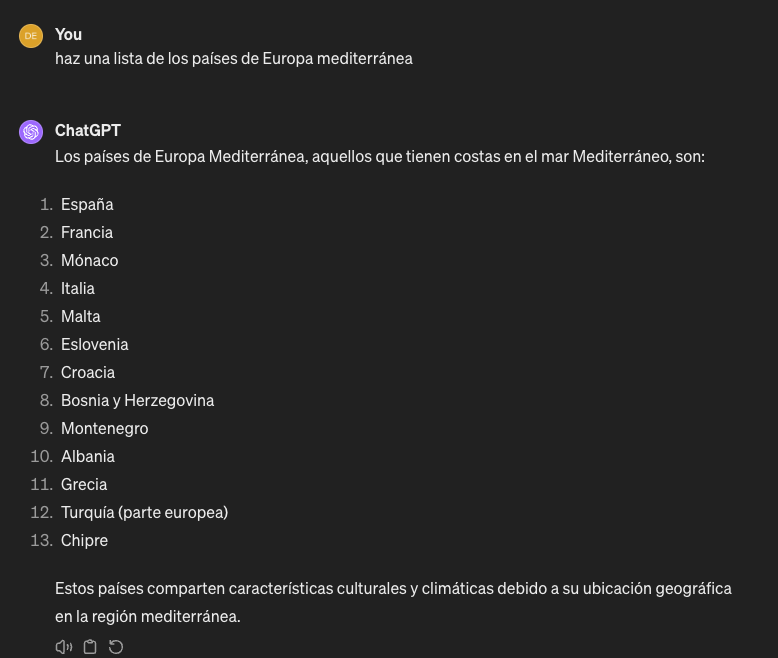 DE
You
haz una lista de los países de Europa mediterránea
ChatGPT
Los países de Europa Mediterránea, aquellos que tienen costas en el mar Mediterráneo, son:
1. España
2. Francia
3. Mónaco
4. Italia
5. Malta
6. Eslovenia
7. Croacia
8. Bosnia y Herzegovina
9. Montenegro
10. Albania
11. Grecia
12. Turquía (parte europea)
13. Chipre
Estos países comparten características culturales y climáticas debido a su ubicación geográfica
en la región mediterránea.